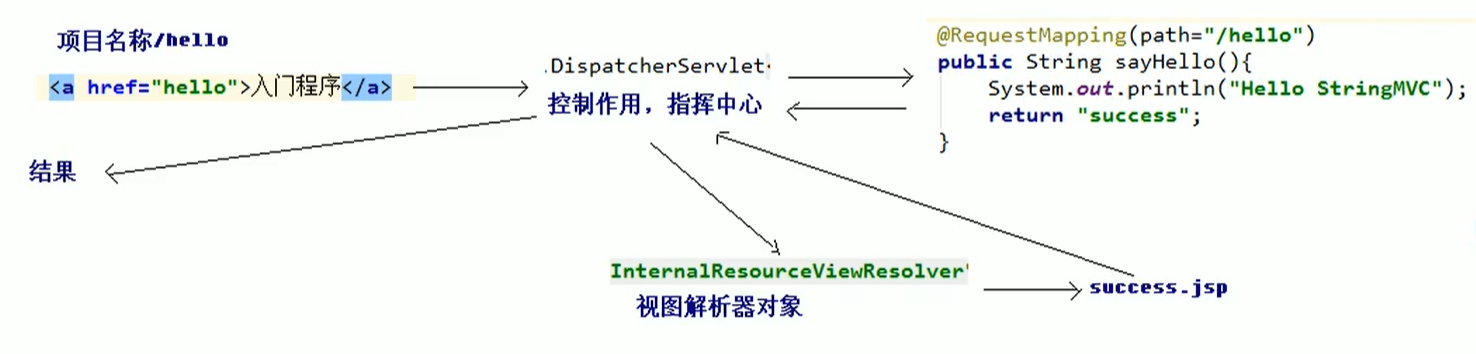 项目名称/hello
<a href="hello">入门程序</a>
.DispatcherServlet
控制作用，指挥中心
@RequestMapping(path="/hello")
public String sayHello(){
System.out.println("Hello StringMVC");
return "success";
}
结果
InternalResourceViewResolver"
视图解析器对象
success.jsp